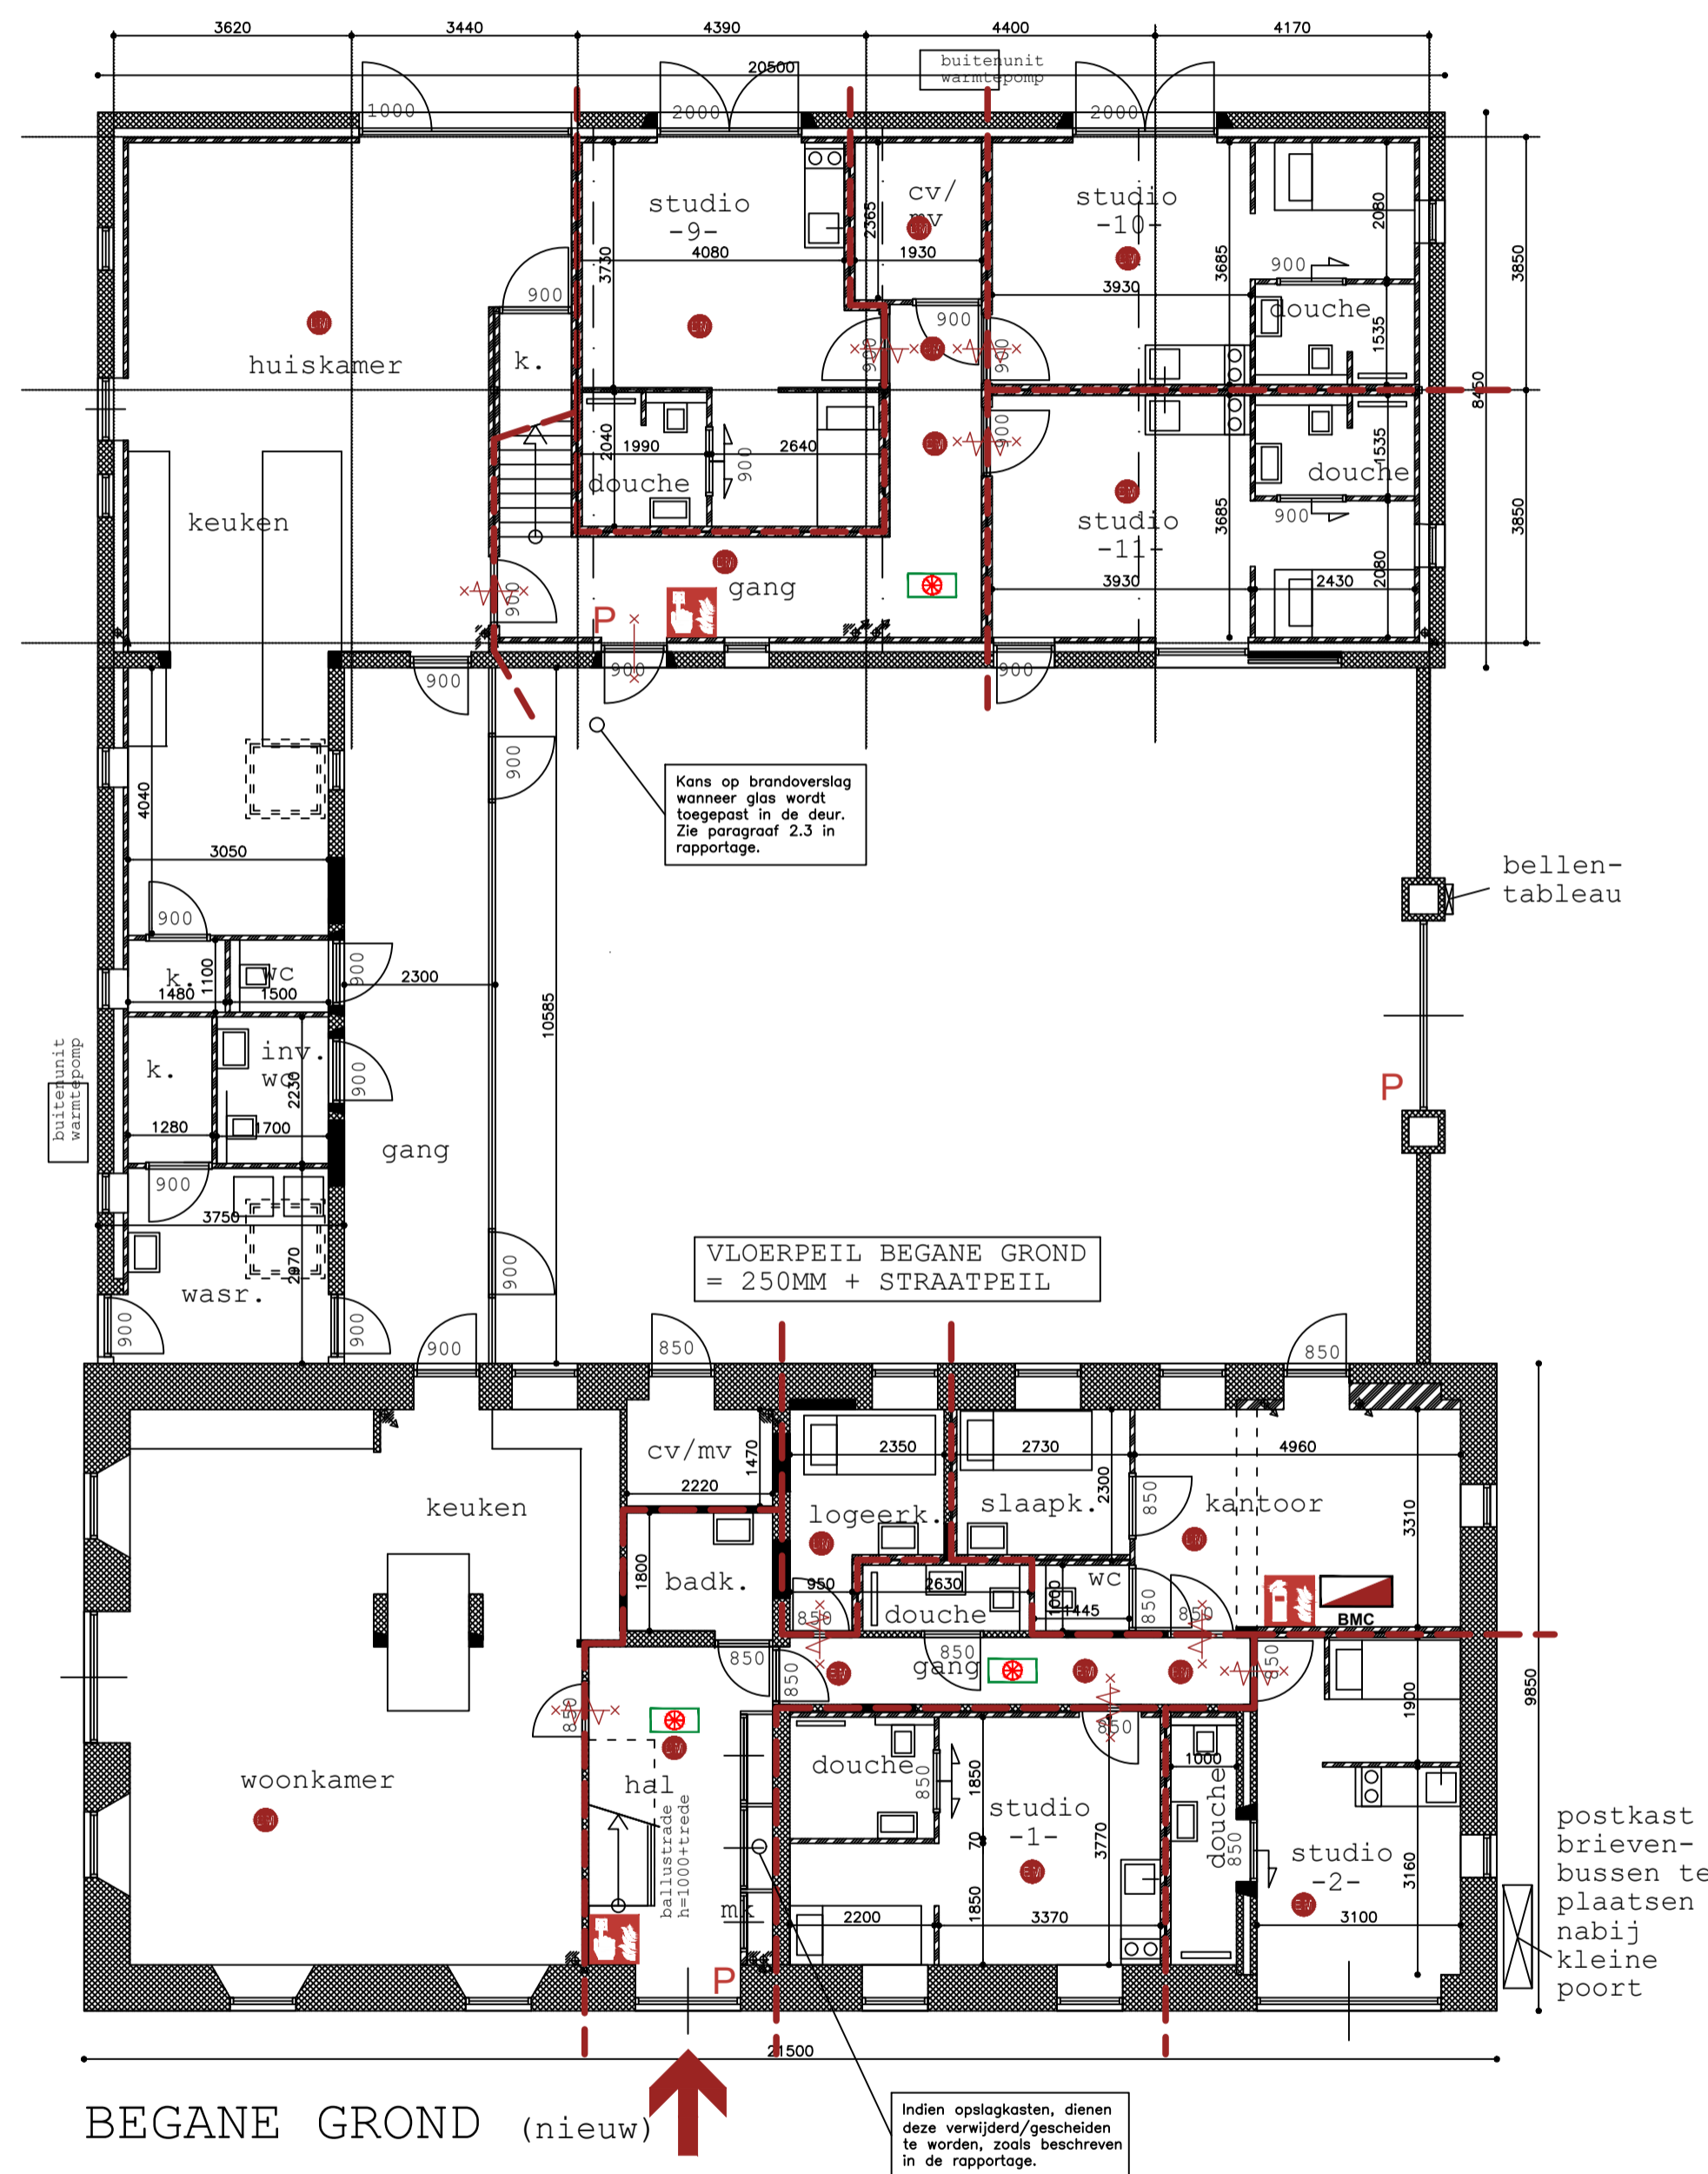 3620 3440 4390 4400 4170
20500
buitenunit
warmtepomp
1000 2000 2000
studio
-9-
4080
3730
cv/
mv
2365
1930
studio
-10-
3930
3685
900
2080
douche
1535
3850
8450
900
k.
huiskamer
900
900
900
keuken
2040
1990
2640
douche
900
900
1535
douche
studio
-11-
3685
900
3930
2430
2080
3850
900
gang
P
900
900
900
900
Kans op brandoverslag
wanneer glas wordt
toegepast in de deur.
Zie paragraaf 2.3 in
rapportage.
4040
3050
900
bellen-
tableau
k.
1100
wc
1480
1500
900
2300
10585
buitenunit
warmtepomp
k.
inv.
wc
2230
900
1280
1700
P
gang
900
3750
2970
wasr.
900
900
900
900
VLOERPEIL BEGANE GROND
= 250MM + STRAATPEIL
850
850
cv/mv
1470
2220
2350
2730
4960
keuken
logeerk.
slaapk.
2300
850
kantoor
3310
1800
badk.
950
2630
wc
1000
1445
850
850
850
douche
BMC
850
850
gang
850
850
850
850
9850
1900
douche
850
1850
1000
woonkamer
hal
ballustrade
h=1000+trede
studio
-1-
70
3770
douche
850
studio
-2-
3160
postkast
brieven-
bussen te
plaatsen
nabij
kleine
poort
mk
2200
1850
3370
3100
P
21500
BEGANE GROND (nieuw)
Indien opslagkasten, dienen
deze verwijderd/gescheiden
te worden, zoals beschreven
in de rapportage.